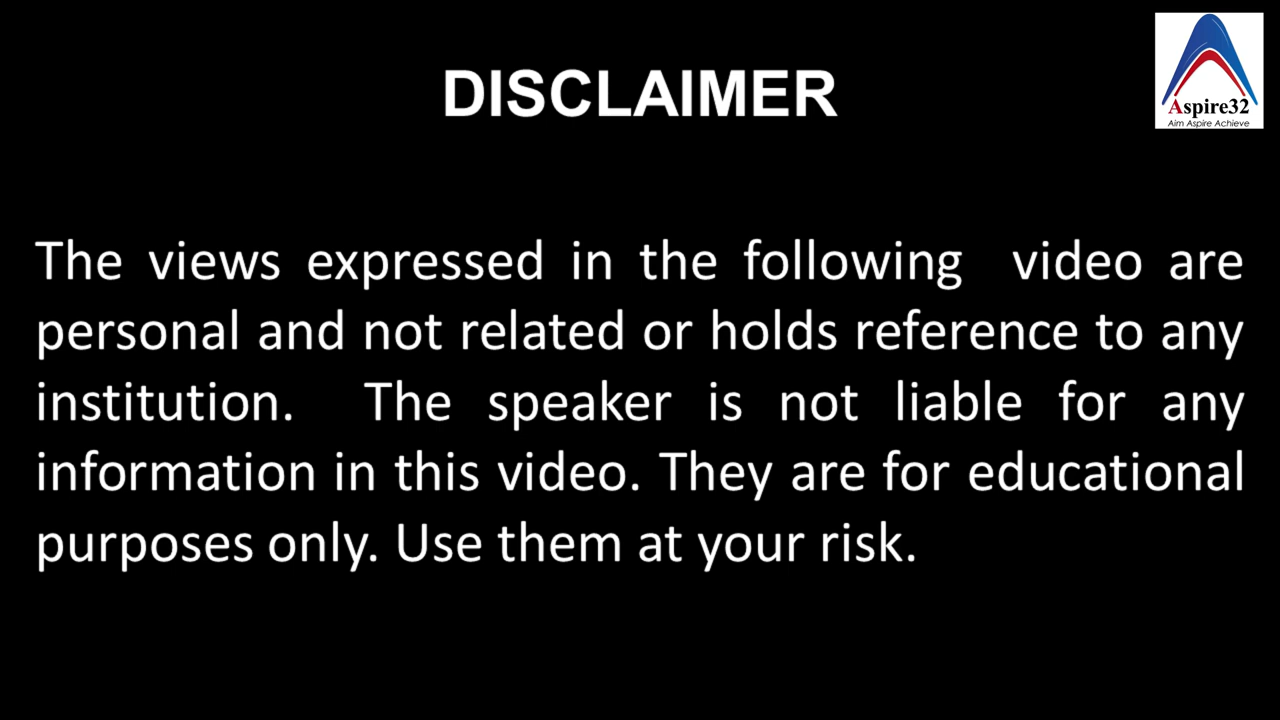 DISCLAIMER
Aspire32
Aim Aspire Achieve
The views expressed in the following video are
personal and not related or holds reference to any
institution. The speaker is not liable for any
information in this video. They are for educational
purposes only. Use them at your risk.